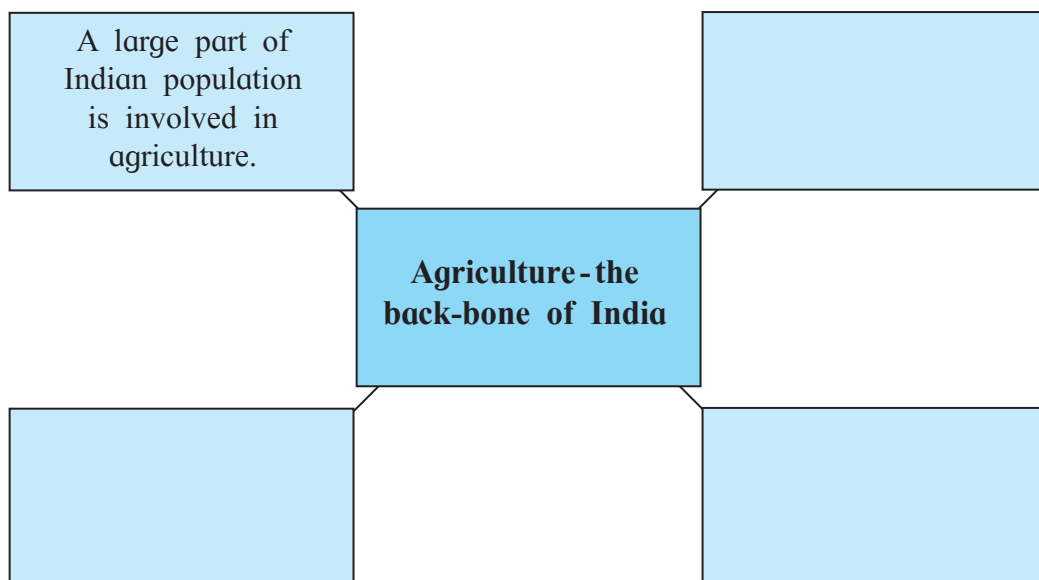 A large part of
Indian population
is involved in
agriculture.
Agriculture - the
back-bone of India